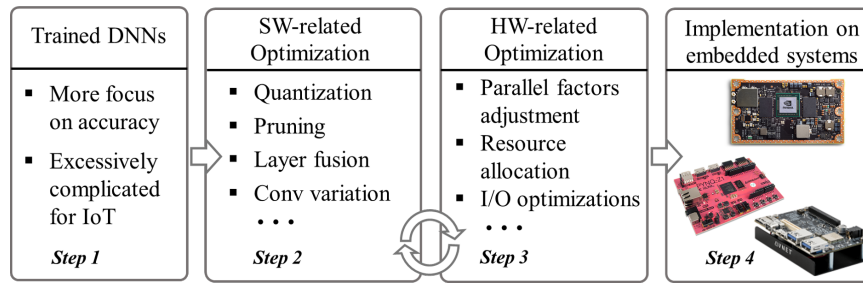 Trained DNNs
▪ More focus
on accuracy
▪ Excessively
complicated
for IoT
Step 1
SW-related
Optimization
▪ Quantization
▪ Pruning
▪ Layer fusion
▪ Conv variation
• • •
Step 2
HW-related
Optimization
▪ Parallel factors
adjustment
▪ Resource
allocation
▪ I/O optimizations
• • •
Step 3
Implementation on
embedded systems
Step 4